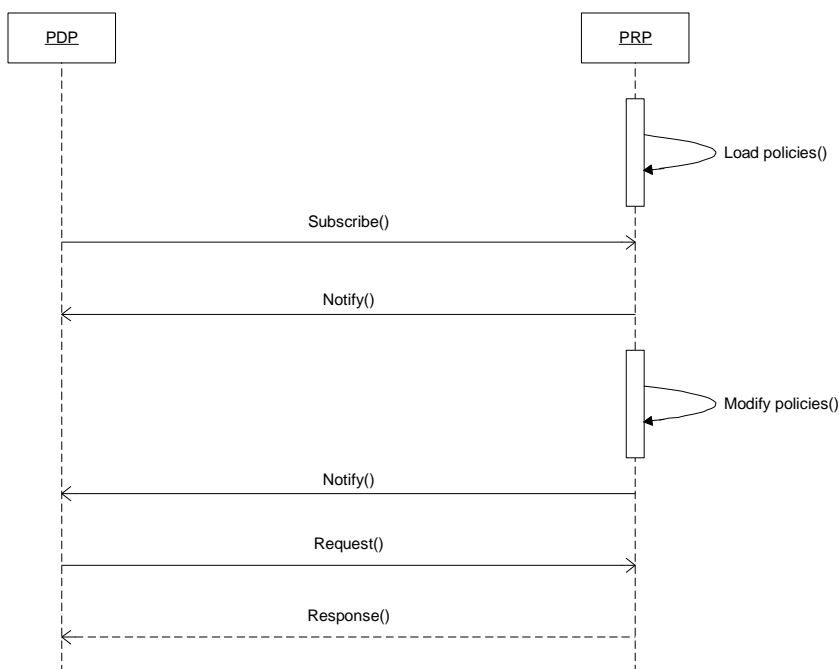 PDP
PRP
Load policies()
Subscribe()
Notify()
Modify policies()
Notify()
Request()
Response()